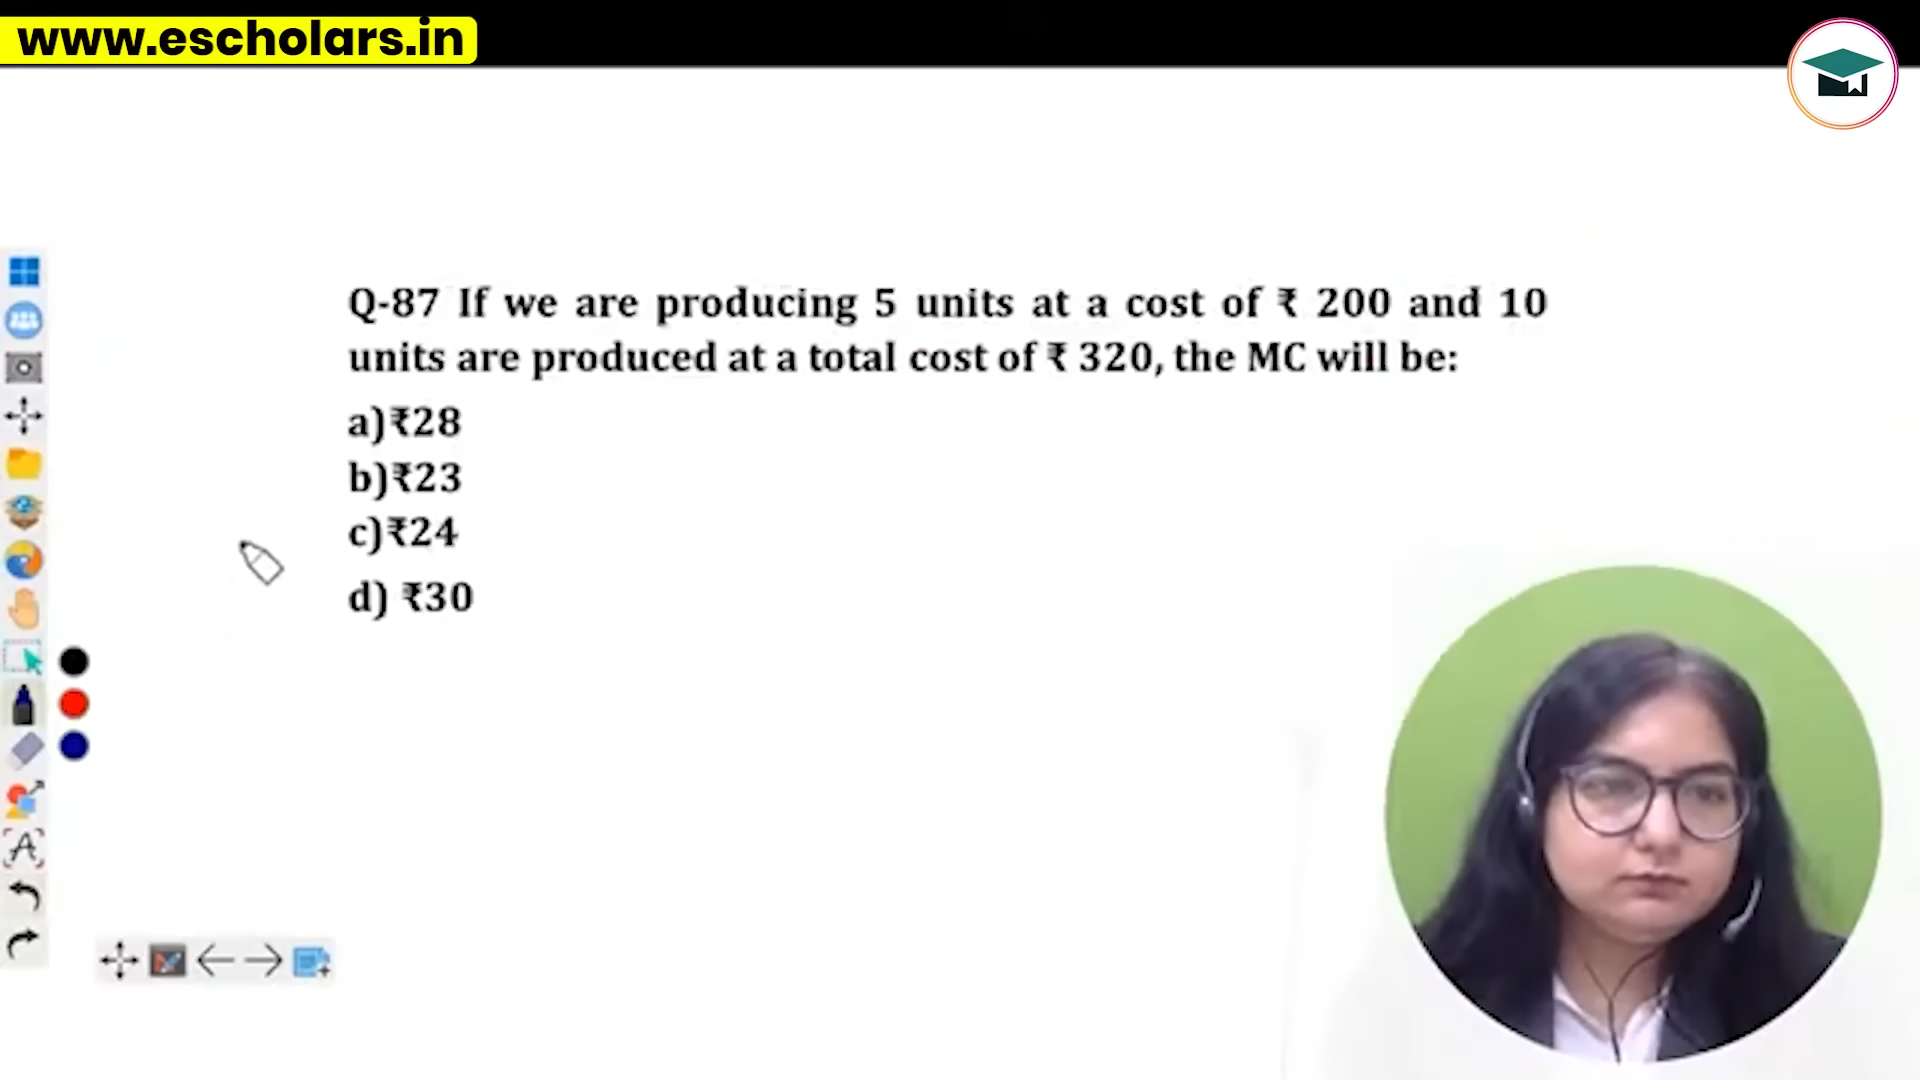 www.escholars.in
Q-87 If we are producing 5 units at a cost of ₹ 200 and 10
units are produced at a total cost of ₹ 320, the MC will be:
a)₹28
b)₹23
c)₹24
d) ₹30